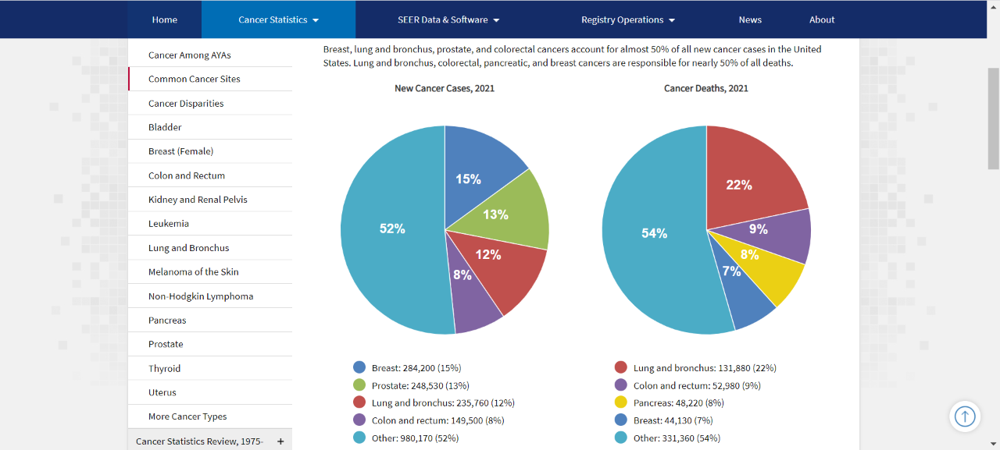 Home
Cancer Statistics
SEER Data & Software
Registry Operations
News
About
Cancer Among AYAs
Common Cancer Sites
Cancer Disparities
Bladder
Breast (Female)
Colon and Rectum
Kidney and Renal Pelvis
Leukemia
Lung and Bronchus
Melanoma of the Skin
Non-Hodgkin Lymphoma
Pancreas
Prostate
Thyroid
Uterus
More Cancer Types
Cancer Statistics Review, 1975- +
Breast, lung and bronchus, prostate, and colorectal cancers account for almost 50% of all new cancer cases in the United
States. Lung and bronchus, colorectal, pancreatic, and breast cancers are responsible for nearly 50% of all deaths.
New Cancer Cases, 2021
15%
13%
12%
8%
52%
Breast: 284,200 (15%)
Prostate: 248,530 (13%)
Lung and bronchus: 235,760 (12%)
Colon and rectum: 149,500 (8%)
Other: 980,170 (52%)
Cancer Deaths, 2021
22%
9%
8%
7%
54%
Lung and bronchus: 131,880 (22%)
Colon and rectum: 52,980 (9%)
Pancreas: 48,220 (8%)
Breast: 44,130 (7%)
Other: 331,360 (54%)